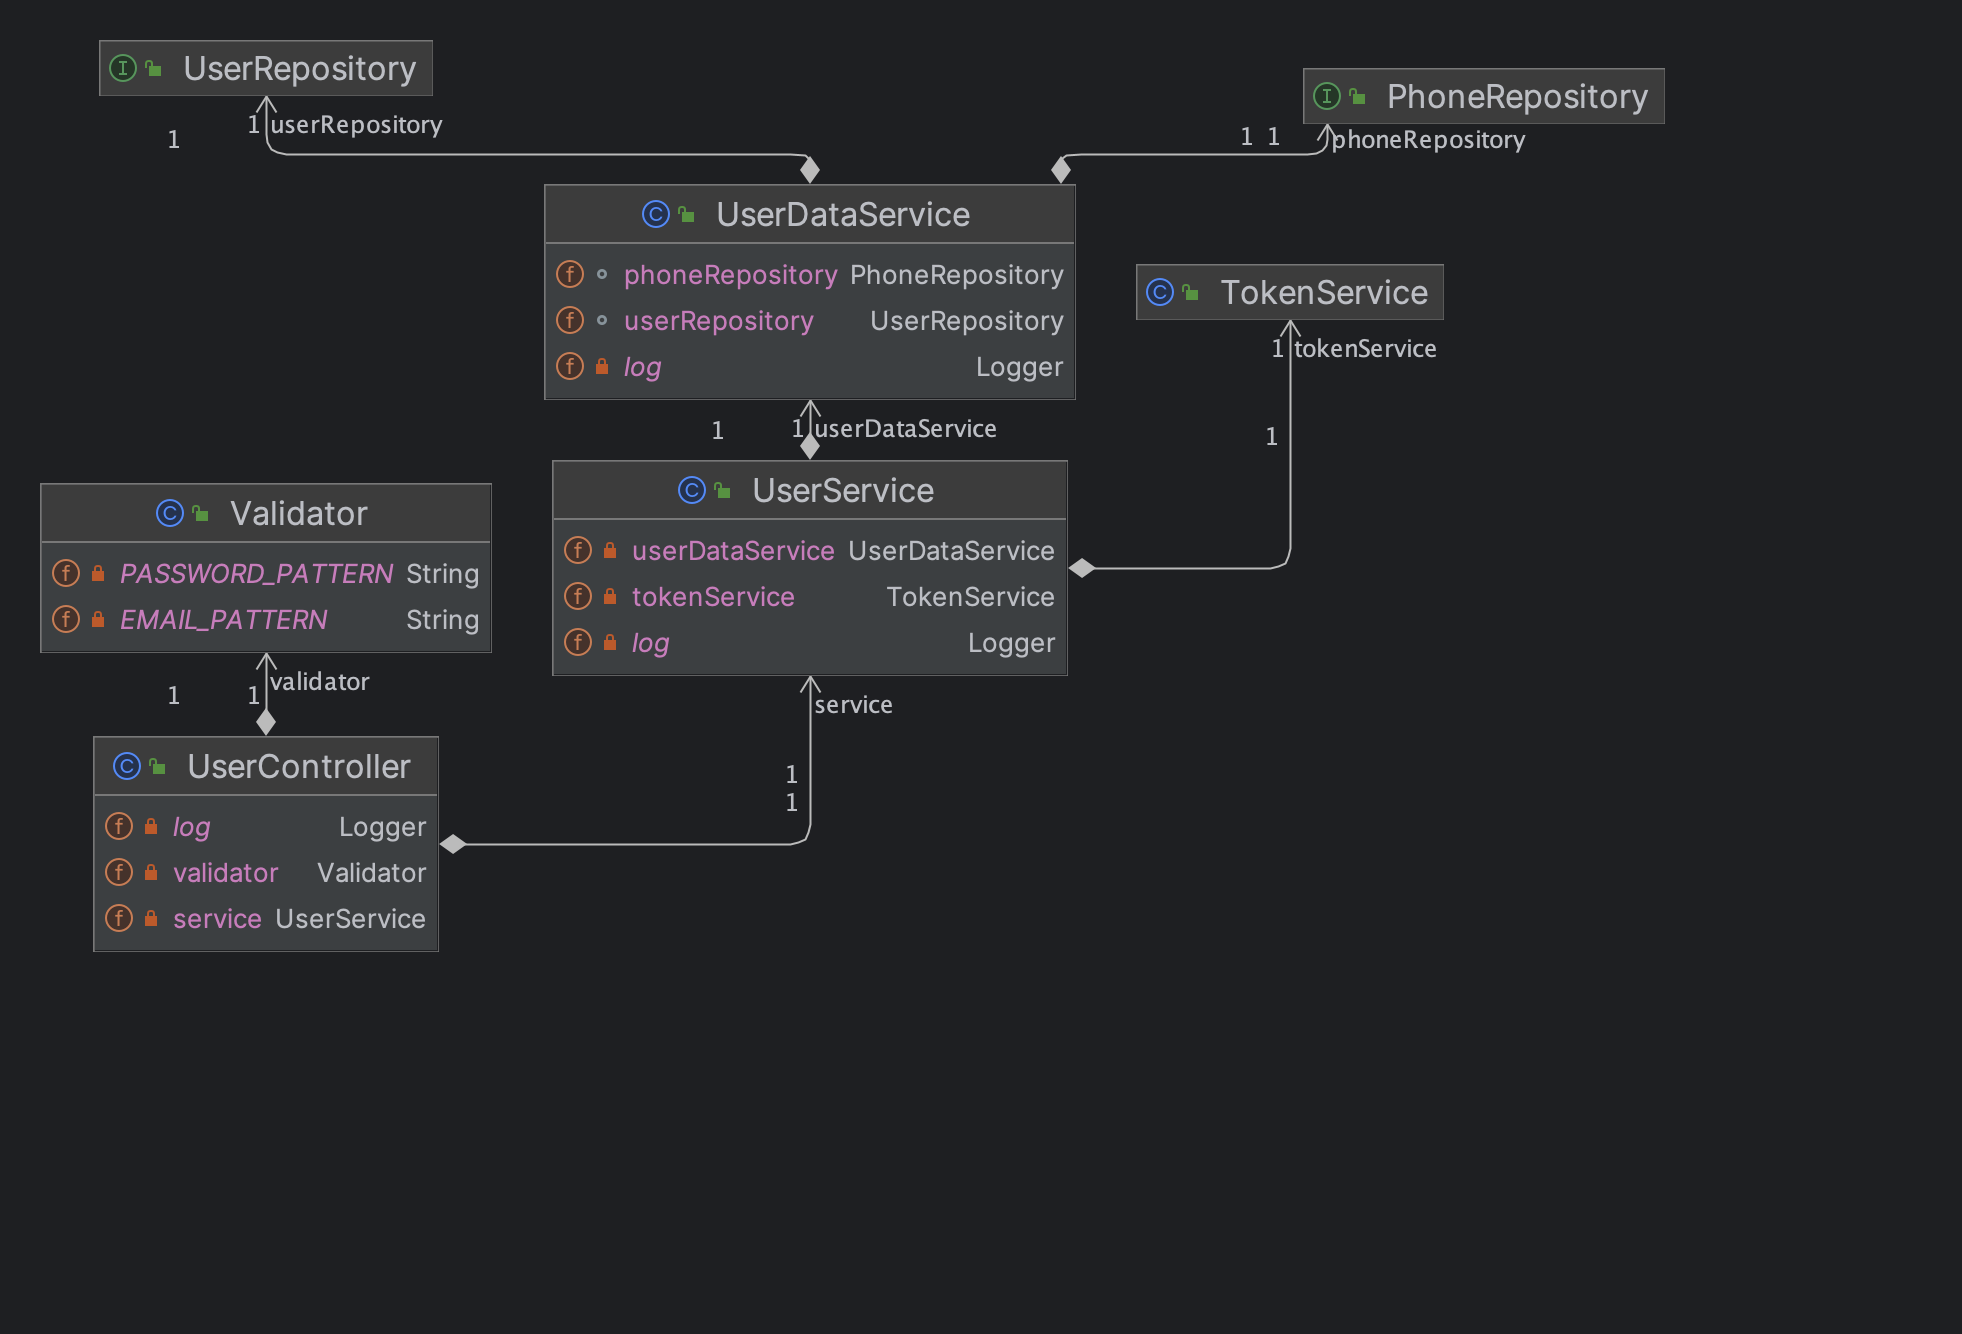 UserRepository
1
1
userRepository
PhoneRepository
1 1
phoneRepository
UserDataService
phoneRepository PhoneRepository
userRepository UserRepository
log Logger
TokenService
1
tokenService
1
1
1
userDataService
UserService
userDataService UserDataService
tokenService TokenService
log Logger
Validator
PASSWORD_PATTERN String
EMAIL_PATTERN String
1
1
validator
service
1
1
UserController
log Logger
validator Validator
service UserService